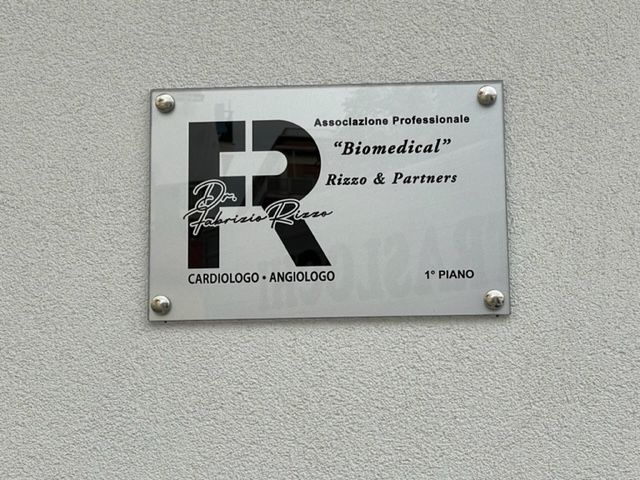 FR
Dr.
Fabrizio Rizzo
CARDIOLOGO • ANGIOLOGO
Associazione Professionale
“Biomedical”
Rizzo & Partners
1° PIANO